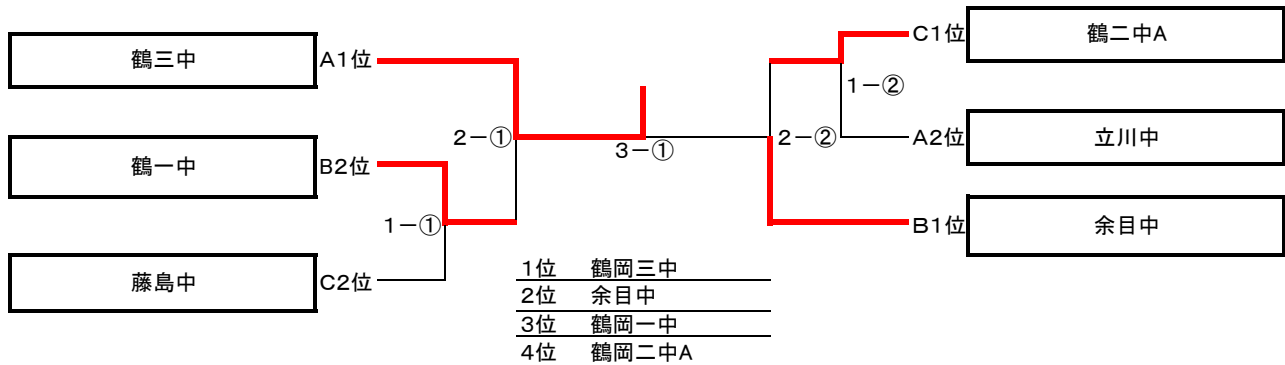 鶴三中 A1位
鶴一中 B2位
藤島中 C2位
1－①
2－①
3－①
2－②
1－②
C1位 鶴二中A
A2位 立川中
B1位 余目中
1位 鶴岡三中
2位 余目中
3位 鶴岡一中
4位 鶴岡二中A